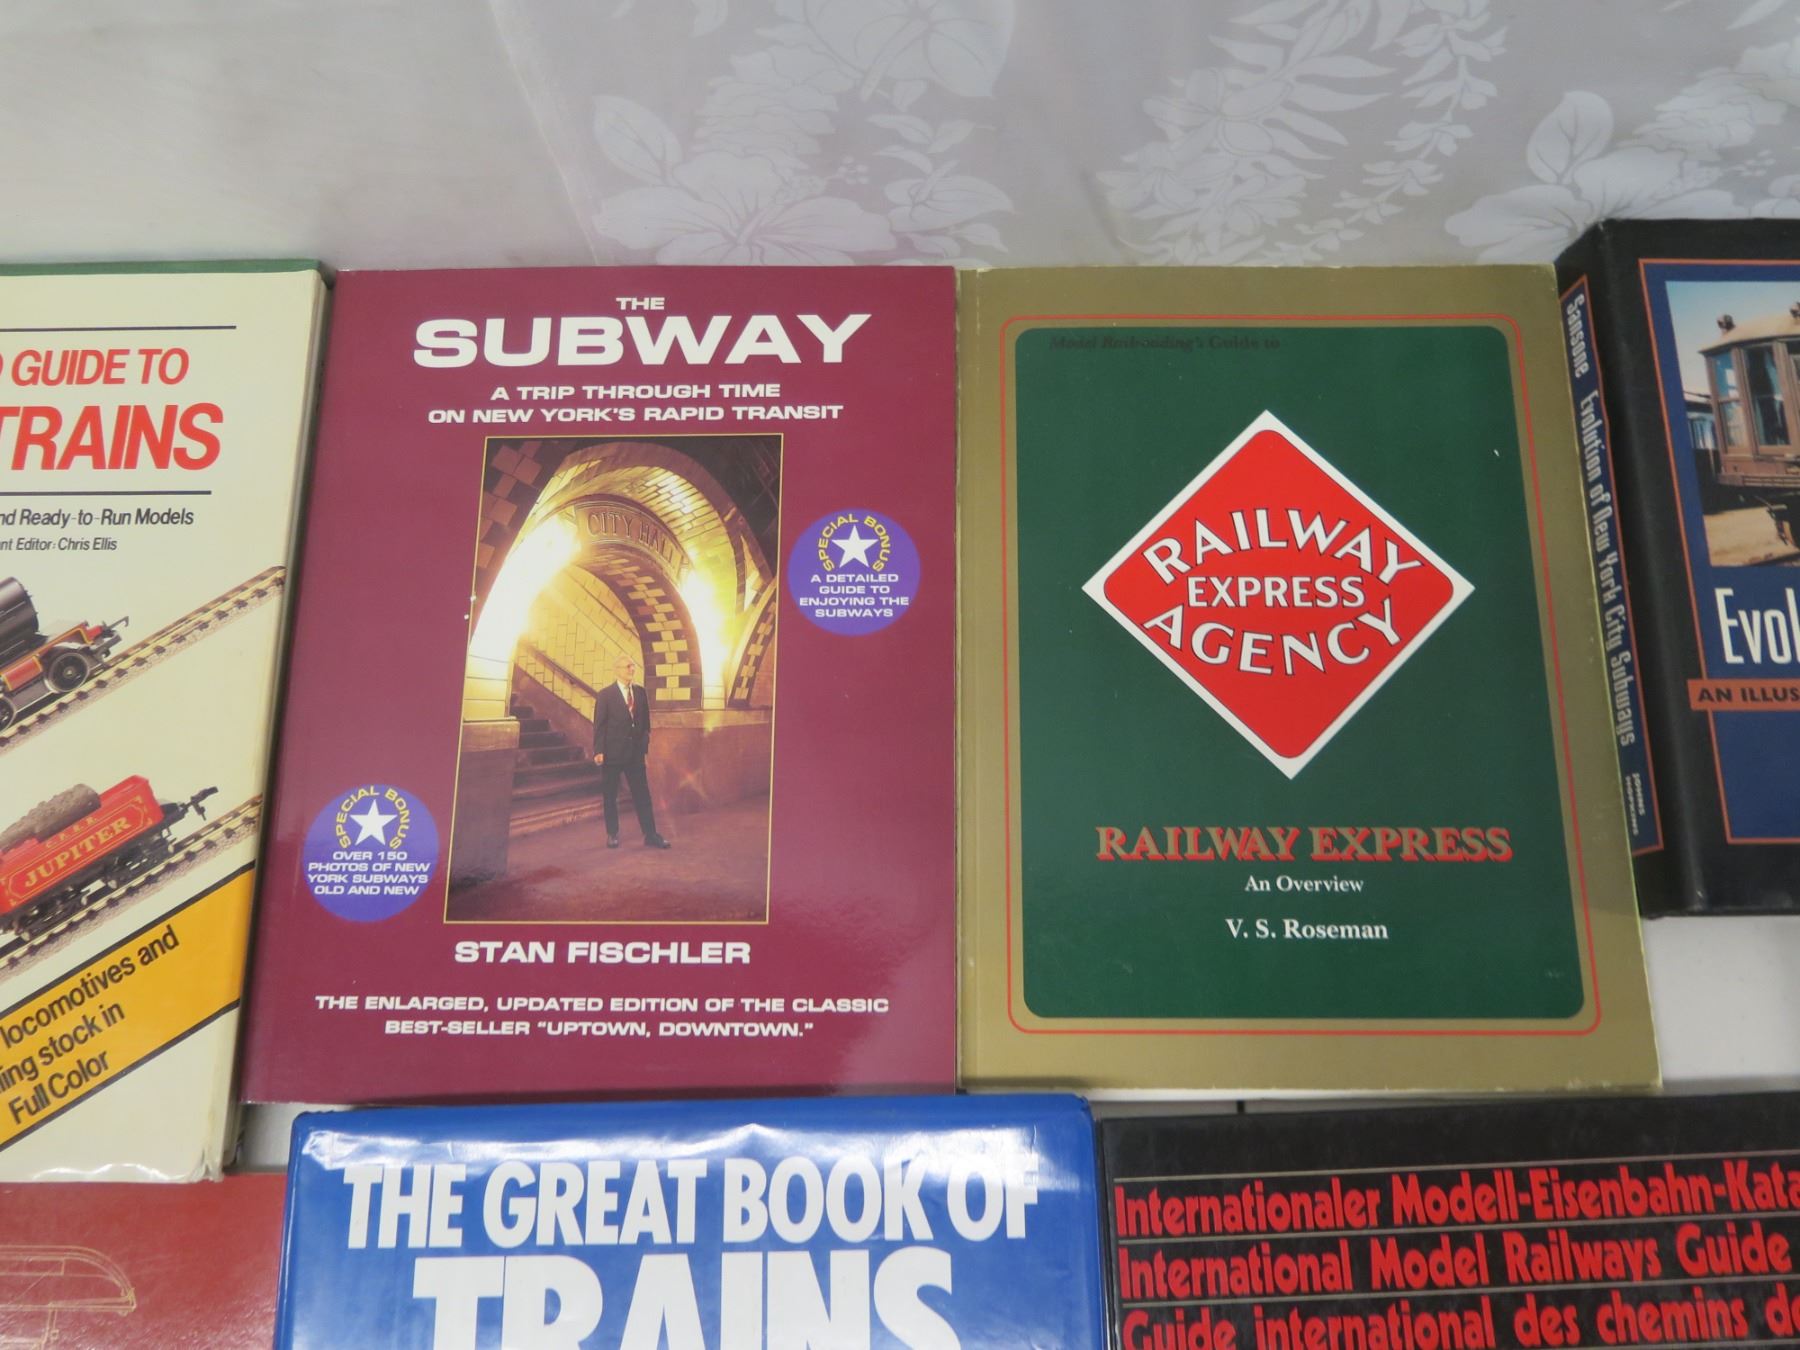 GUIDE TO
TRAINS
nd Ready-to-Run Models
nt Editor: Chris Ellis
C.P.R.R.
JUPITER
locomotives and
ling stock in
Full Color
THE
SUBWAY
A TRIP THROUGH TIME
ON NEW YORK'S RAPID TRANSIT
CITY HALL
SPECIAL BONUS
A DETAILED
GUIDE TO
ENJOYING THE
SUBWAYS
SPECIAL BONUS
OVER 150
PHOTOS OF NEW
YORK SUBWAYS
OLD AND NEW
STAN FISCHLER
THE ENLARGED, UPDATED EDITION OF THE CLASSIC
BEST-SELLER "UPTOWN, DOWNTOWN."
Model Railroading's Guide to
RAILWAY
EXPRESS
AGENCY
RAILWAY EXPRESS
An Overview
V. S. Roseman
Sansone Evolution of New York City Subways JOHNS HOPKINS
Evol
AN ILLUS
THE GREAT BOOK OF
TRAINS
Internationaler Modell-Eisenbahn-Kata
International Model Railways Guide
Guide international des chemins de